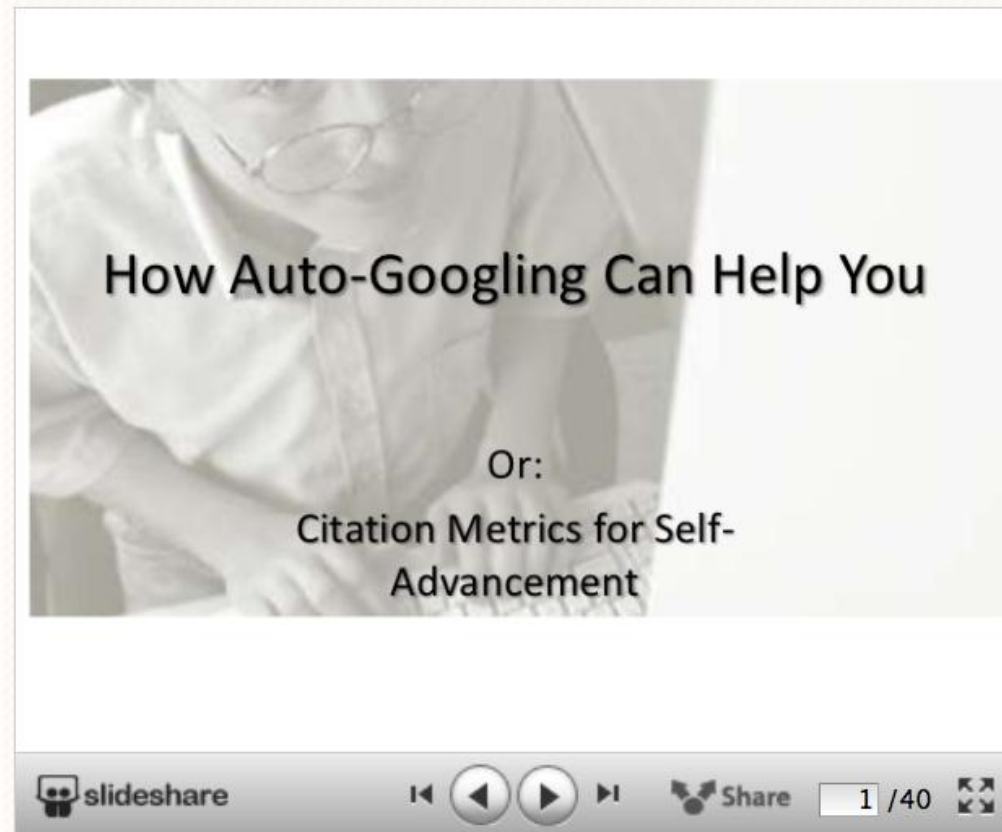 How Auto-Googling Can Help You
Or:
Citation Metrics for Self-
Advancement
slideshare Share 1 /40